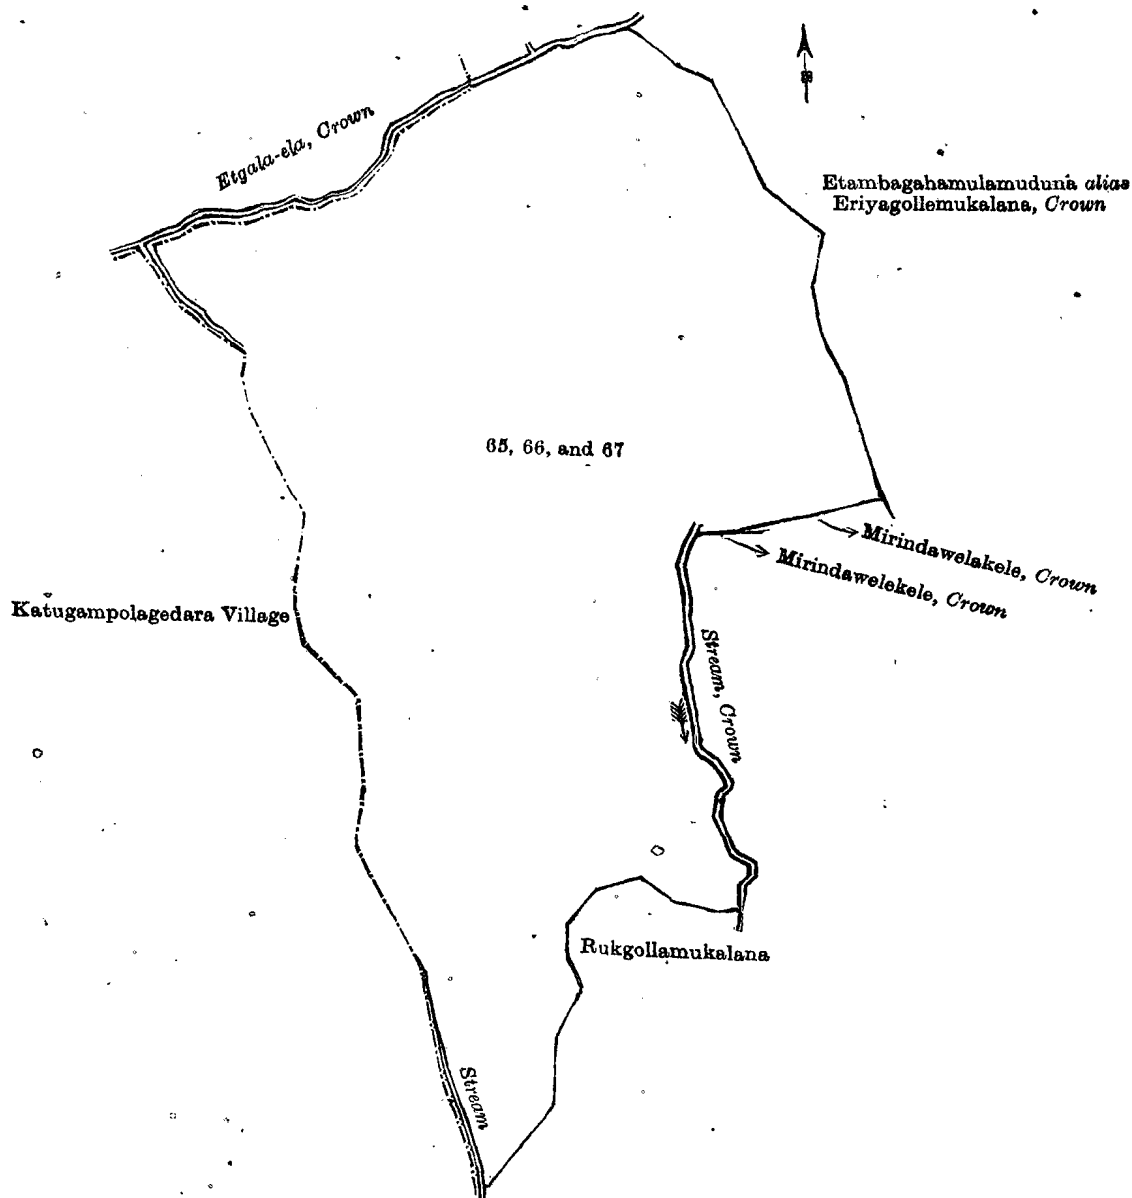 Etgala-ela, Crown
Etambagahamulamuduna alias
Eriyagollemukalana, Crown
65, 66, and 67
Mirindawelakele, Crown
Mirindawelekele, Crown
Katugampolagedara Village
Stream, Crown
Rukgollamukalana
Stream